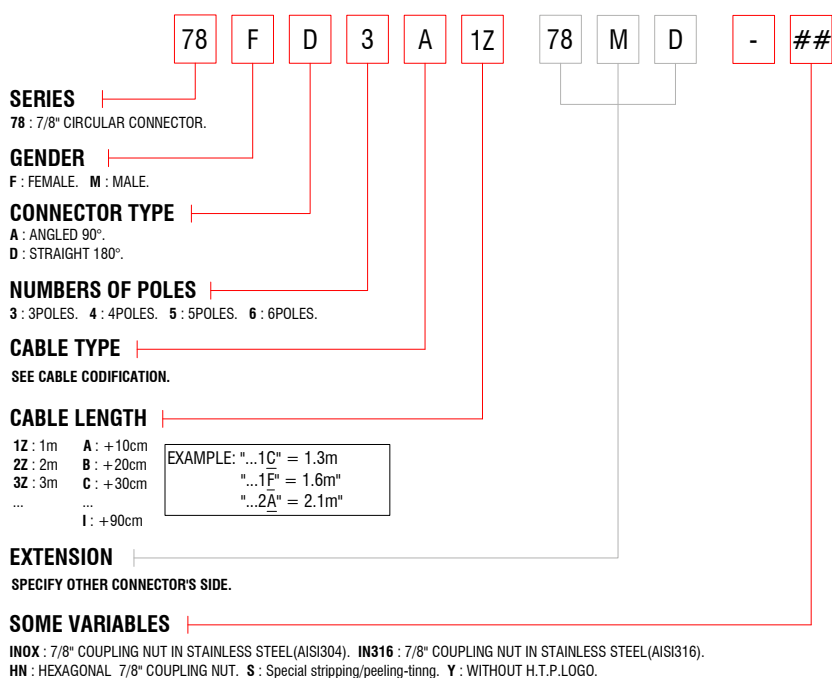 78 F D 3 A 1Z 78 M D - ##
SERIES
78 : 7/8" CIRCULAR CONNECTOR.
GENDER
F : FEMALE. M : MALE.
CONNECTOR TYPE
A : ANGLED 90°.
D : STRAIGHT 180°.
NUMBERS OF POLES
3 : 3POLES. 4 : 4POLES. 5 : 5POLES. 6 : 6POLES.
CABLE TYPE
SEE CABLE CODIFICATION.
CABLE LENGTH
1Z : 1m A : +10cm
2Z : 2m B : +20cm
3Z : 3m C : +30cm
... ...
I : +90cm
EXAMPLE: "...1C" = 1.3m
"...1F" = 1.6m"
"...2A" = 2.1m"
EXTENSION
SPECIFY OTHER CONNECTOR'S SIDE.
SOME VARIABLES
INOX : 7/8" COUPLING NUT IN STAINLESS STEEL(AISI304). IN316 : 7/8" COUPLING NUT IN STAINLESS STEEL(AISI316).
HN : HEXAGONAL 7/8" COUPLING NUT. S : Special stripping/peeling-tinng. Y : WITHOUT H.T.P.LOGO.